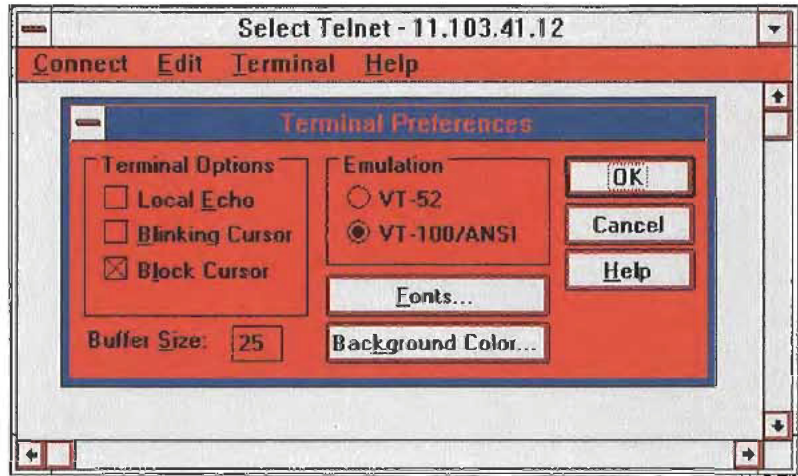 Select Telnet - 11.103.41.12
Connect Edit Terminal Help
Terminal Preferences
Terminal Options
Local Echo
Blinking Cursor
Block Cursor
Buffer Size: 25
Emulation
VT-52
VT-100/ANSI
Fonts...
Background Color...
OK
Cancel
Help